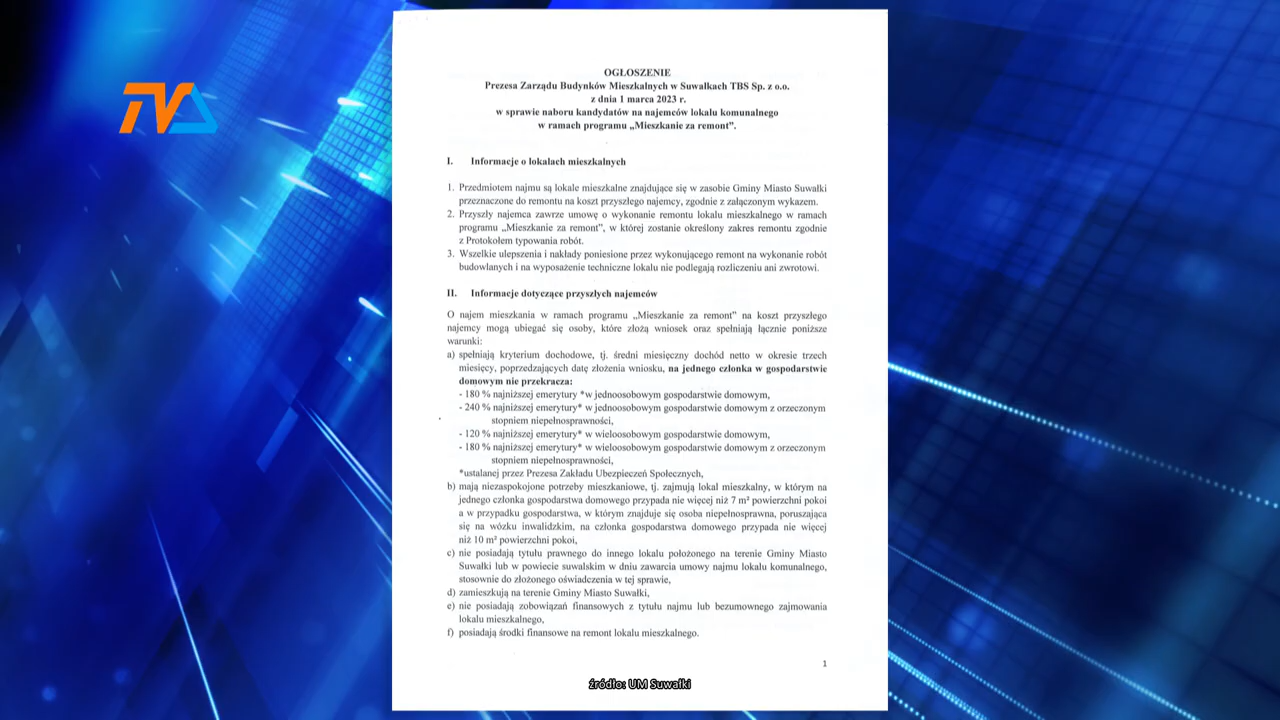 TVS
OGŁOSZENIE
Prezesa Zarządu Budynków Mieszkalnych w Suwałkach TBS Sp. z o.o.
z dnia 1 marca 2023 r.
w sprawie naboru kandydatów na najemców lokalu komunalnego
w ramach programu „Mieszkanie za remont".
I. Informacje o lokalach mieszkalnych
1. Przedmiotem najmu są lokale mieszkalne znajdujące się w zasobie Gminy Miasto Suwałki
przeznaczone do remontu na koszt przyszłego najemcy, zgodnie z załączonym wykazem.
2. Przyszły najemca zawrze umowę o wykonanie remontu lokalu mieszkalnego w ramach
programu „Mieszkanie za remont", w której zostanie określony zakres remontu zgodnie
z Protokołem typowania robót.
3. Wszelkie ulepszenia i nakłady poniesione przez wykonującego remont na wykonanie robót
budowlanych i na wyposażenie techniczne lokalu nie podlegają rozliczeniu ani zwrotowi.
II. Informacje dotyczące przyszłych najemców
O najem mieszkania w ramach programu „Mieszkanie za remont" na koszt przyszłego
najemcy mogą ubiegać się osoby, które złożą wniosek oraz spełniają łącznie poniższe
warunki:
a) spełniają kryterium dochodowe, tj. średni miesięczny dochód netto w okresie trzech
miesięcy, poprzedzających datę złożenia wniosku, na jednego członka w gospodarstwie
domowym nie przekracza:
- 180 % najniższej emerytury *w jednoosobowym gospodarstwie domowym,
- 240 % najniższej emerytury* w jednoosobowym gospodarstwie domowym z orzeczonym
stopniem niepełnosprawności,
- 120 % najniższej emerytury* w wieloosobowym gospodarstwie domowym,
- 180 % najniższej emerytury* w wieloosobowym gospodarstwie domowym z orzeczonym
stopniem niepełnosprawności,
*ustalanej przez Prezesa Zakładu Ubezpieczeń Społecznych,
b) mają niezaspokojone potrzeby mieszkaniowe, tj. zajmują lokal mieszkalny, w którym na
jednego członka gospodarstwa domowego przypada nie więcej niż 7 m² powierzchni pokoi
a w przypadku gospodarstwa, w którym znajduje się osoba niepełnosprawna, poruszająca
się na wózku inwalidzkim, na członka gospodarstwa domowego przypada nie więcej
niż 10 m² powierzchni pokoi,
c) nie posiadają tytułu prawnego do innego lokalu położonego na terenie Gminy Miasto
Suwałki lub w powiecie suwalskim w dniu zawarcia umowy najmu lokalu komunalnego,
stosownie do złożonego oświadczenia w tej sprawie,
d) zamieszkują na terenie Gminy Miasto Suwałki,
e) nie posiadają zobowiązań finansowych z tytułu najmu lub bezumownego zajmowania
lokalu mieszkalnego,
f) posiadają środki finansowe na remont lokalu mieszkalnego.
1
źródło: UM Suwałki